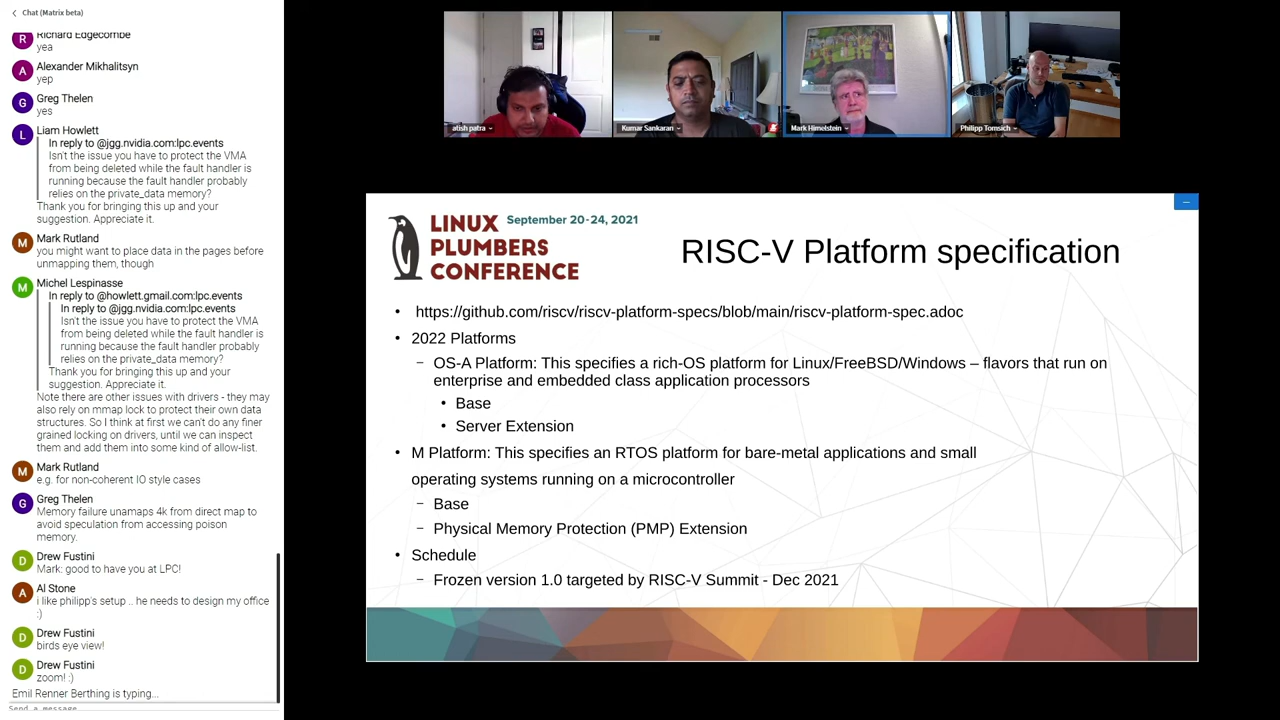 Chat (Matrix beta)
Richard Edgecombe
yea
A
Alexander Mikhalitsyn
yep
G
Greg Thelen
yes
L
Liam Howlett
In reply to @jgg.nvidia.com:lpc.events
Isn't the issue you have to protect the VMA
from being deleted while the fault handler is
running because the fault handler probably
relies on the private_data memory?
Thank you for bringing this up and your
suggestion. Appreciate it.
M
Mark Rutland
you might want to place data in the pages before
unmapping them, though
M
Michel Lespinasse
In reply to @howlett.gmail.com:lpc.events
In reply to @jgg.nvidia.com:lpc.events
Isn't the issue you have to protect the VMA
from being deleted while the fault handler is
running because the fault handler probably
relies on the private_data memory?
Thank you for bringing this up and your
suggestion. Appreciate it.
Note there are other issues with drivers - they may
also rely on mmap lock to protect their own data
structures. So I think at first we can't do any finer
grained locking on drivers, until we can inspect
them and add them into some kind of allow-list.
M
Mark Rutland
e.g. for non-coherent IO style cases
G
Greg Thelen
Memory failure unamaps 4k from direct map to
avoid speculation from accessing poison
memory.
D
Drew Fustini
Mark: good to have you at LPC!
A
Al Stone
i like philipp's setup .. he needs to design my office
:)
D
Drew Fustini
birds eye view!
D
Drew Fustini
zoom! :)
Emil Renner Berthing is typing...
Send a message
atish patra
Kumar Sankaran
Mark Himelstein
Philipp Tomsich
LINUX
PLUMBERS
CONFERENCE
September 20-24, 2021
RISC-V Platform specification
• https://github.com/riscv/riscv-platform-specs/blob/main/riscv-platform-spec.adoc
• 2022 Platforms
– OS-A Platform: This specifies a rich-OS platform for Linux/FreeBSD/Windows – flavors that run on
enterprise and embedded class application processors
• Base
• Server Extension
• M Platform: This specifies an RTOS platform for bare-metal applications and small
operating systems running on a microcontroller
– Base
– Physical Memory Protection (PMP) Extension
• Schedule
– Frozen version 1.0 targeted by RISC-V Summit - Dec 2021